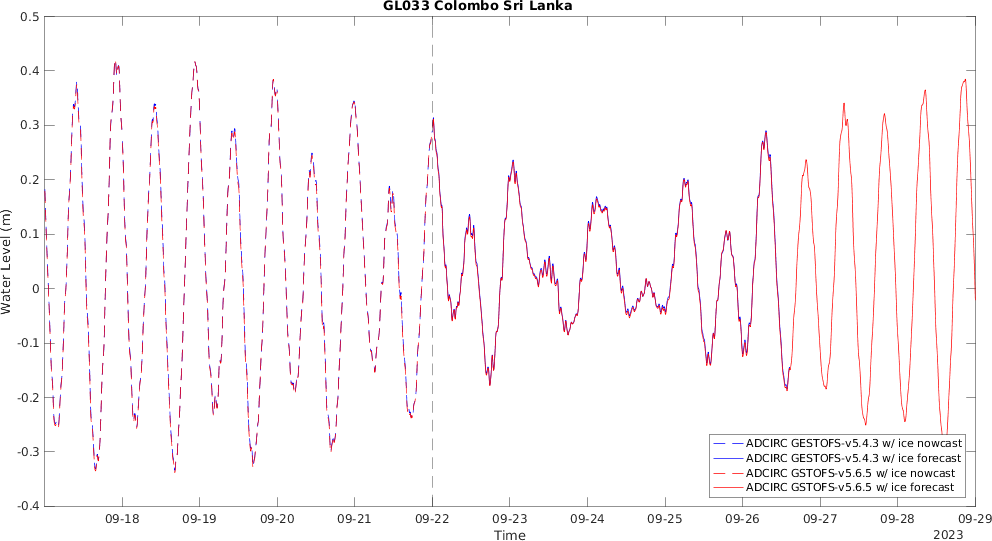 GL033 Colombo Sri Lanka
0.5
0.4
0.3
0.2
0.1
0
-0.1
-0.2
-0.3
-0.4
Water Level (m)
ADCIRC GESTOFS-v5.4.3 w/ ice nowcast
ADCIRC GESTOFS-v5.4.3 w/ ice forecast
ADCIRC GSTOFS-v5.6.5 w/ ice nowcast
ADCIRC GSTOFS-v5.6.5 w/ ice forecast
09-18 09-19 09-20 09-21 09-22 09-23 09-24 09-25 09-26 09-27 09-28 09-29
Time
2023